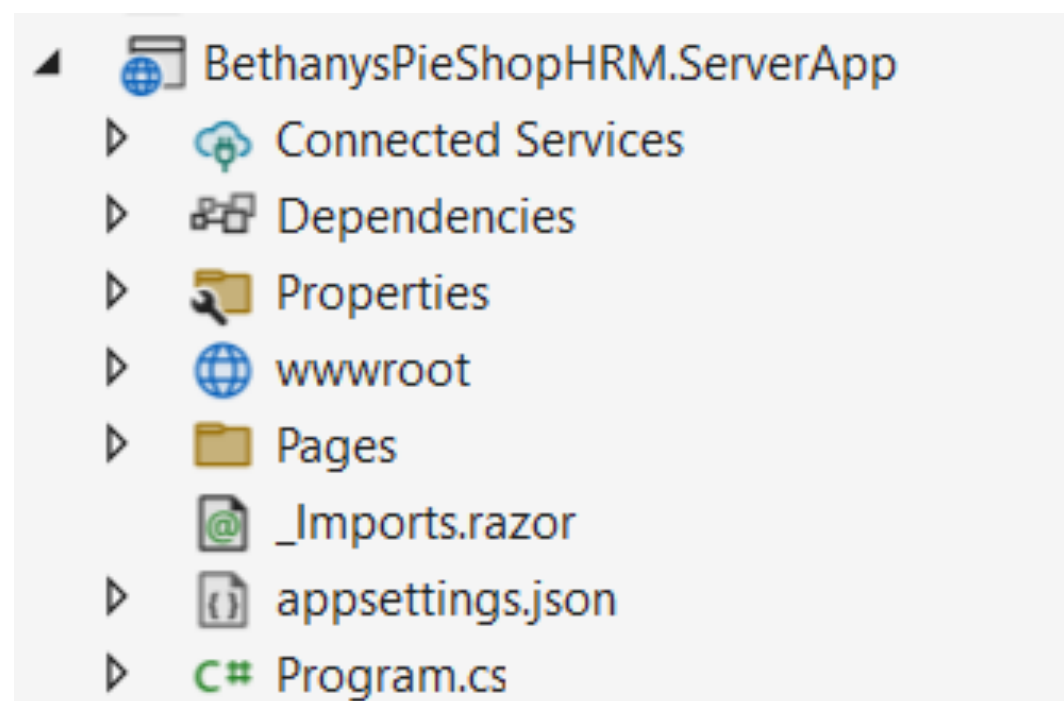 BethanysPieShopHRM.ServerApp
Connected Services
Dependencies
Properties
wwwroot
Pages
_Imports.razor
appsettings.json
C# Program.cs